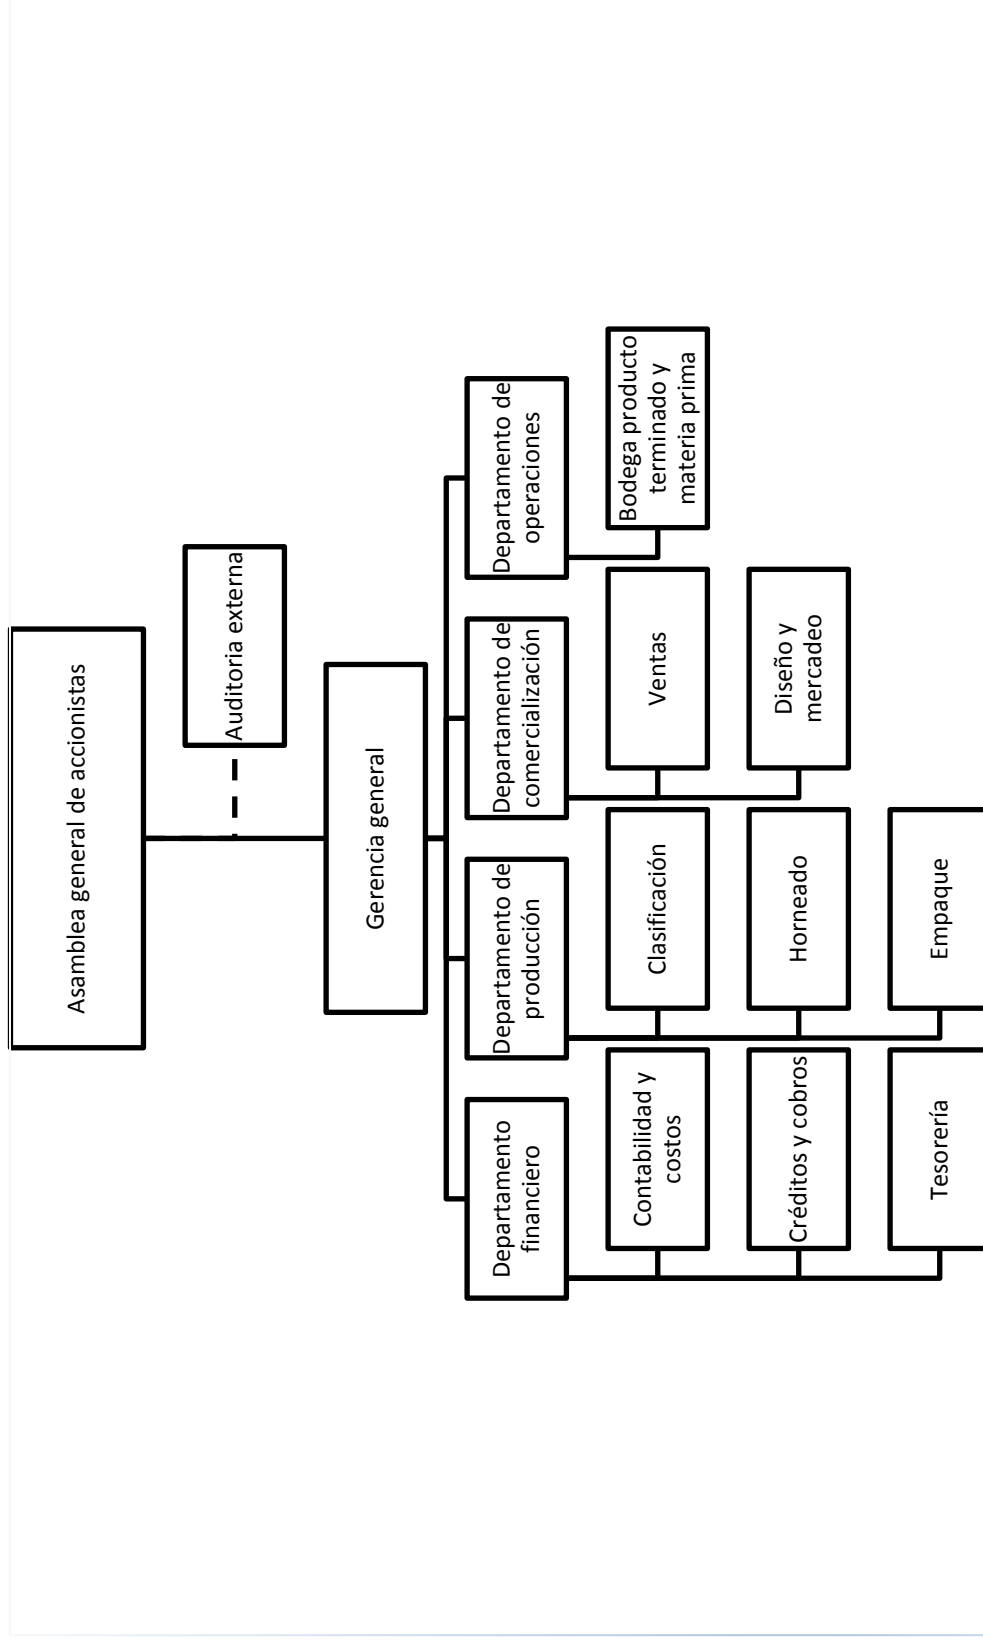 Asamblea general de accionistas
Auditoria externa
Gerencia general
Departamento
financiero
Departamento de
producción
Departamento de
comercialización
Departamento de
operaciones
Contabilidad y
costos
Clasificación
Ventas
Bodega producto
terminado y
materia prima
Créditos y cobros
Horneado
Diseño y
mercadeo
Tesorería
Empaque